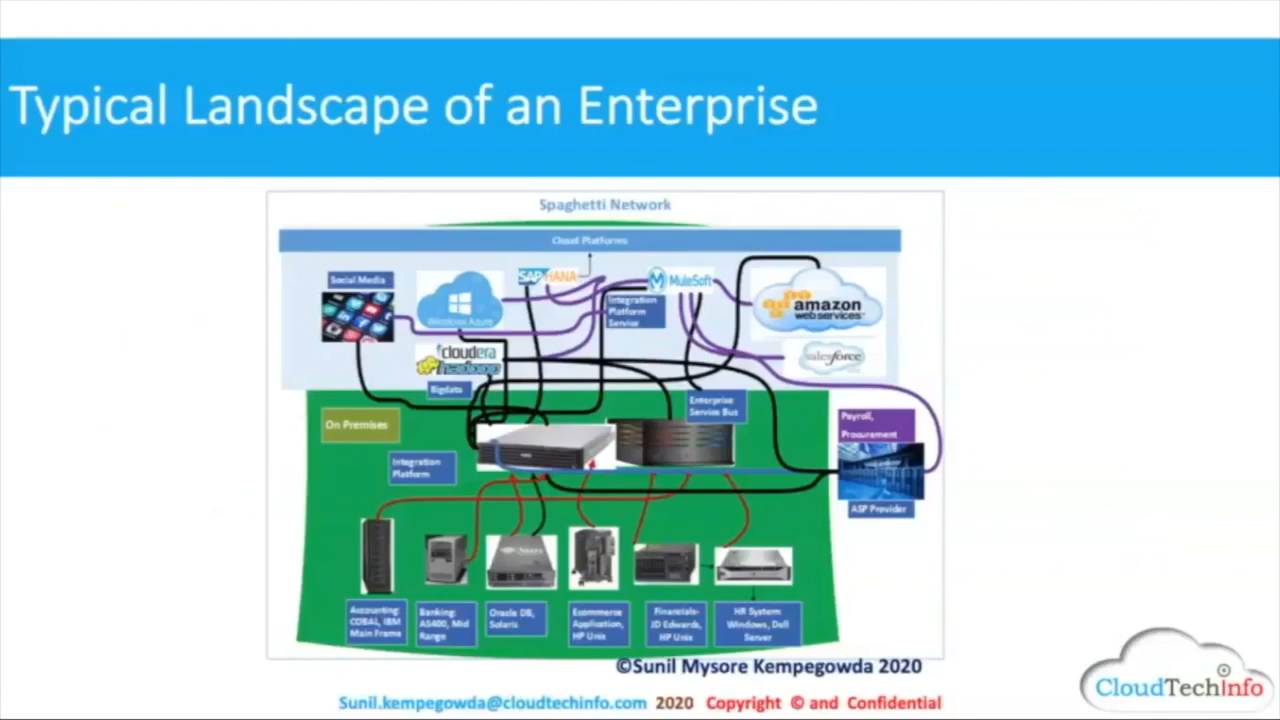 Typical Landscape of an Enterprise
Spaghetti Network
Cloud Platforms
Social Media
Windows Azure
SAP HANA
MuleSoft
Integration
Platform
Service
amazon
web services
salesforce
cloudera
hadoop
Bigdata
Enterprise
Service Bus
On Premises
Integration
Platform
Payroll,
Procurement
ASP Provider
Accounting:
COBAL, IBM
Main Frame
Banking:
AS400, Mid
Range
Oracle DB,
Solaris
Ecommerce
Application,
HP Unix
Financials-
JD Edwards,
HP Unix
HR System
Windows, Dell
Server
©Sunil Mysore Kempegowda 2020
Sunil.kempegowda@cloudtechinfo.com 2020 Copyright © and Confidential
CloudTechInfo